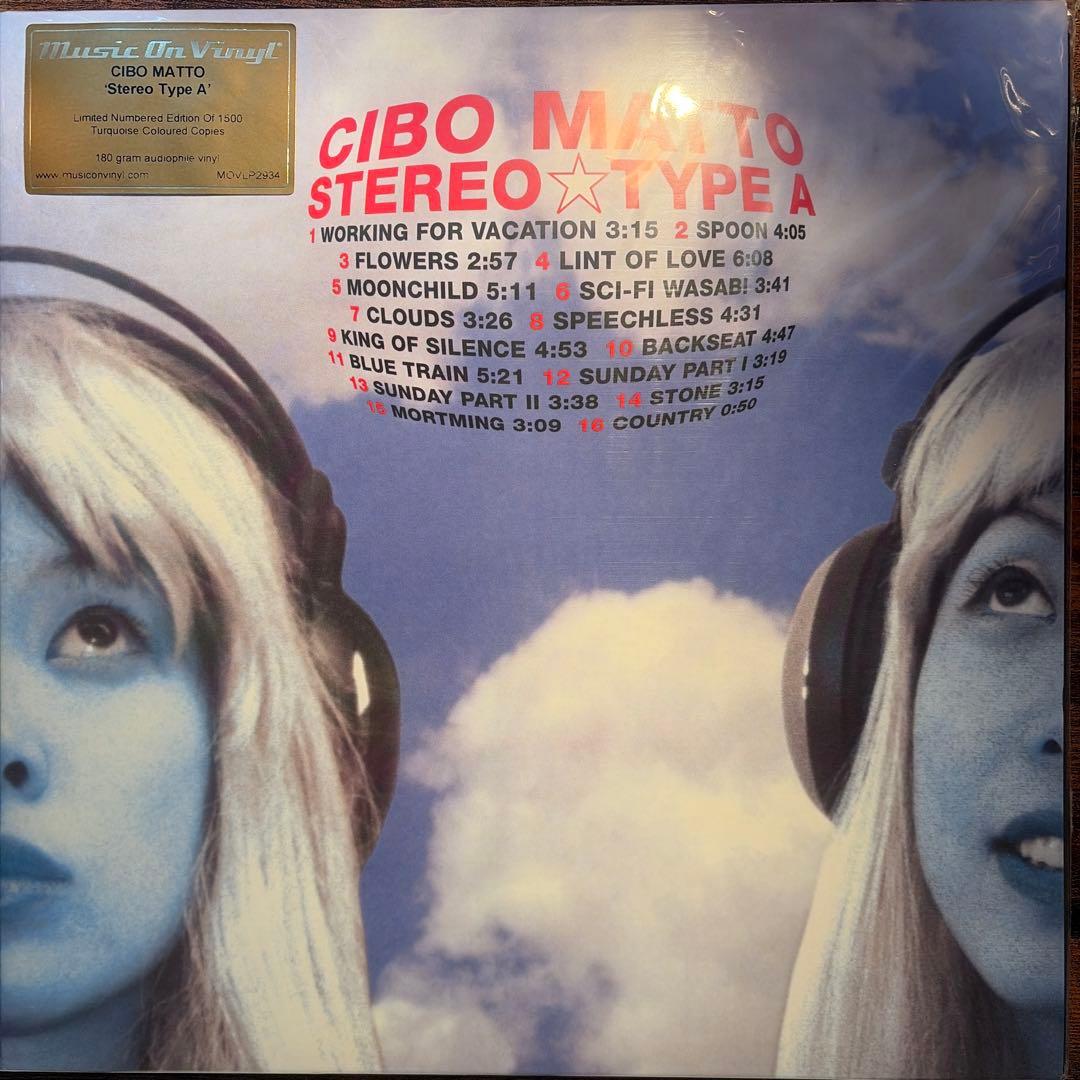 Music On Vinyl
CIBO MATTO
'Stereo Type A'
Limited Numbered Edition Of 1500
Turquoise Coloured Copies
180 gram audiophile vinyl
www.musiconvinyl.com MOVLP2934
CIBO MATTO
STEREO☆TYPE A
1 WORKING FOR VACATION 3:15 2 SPOON 4:05
3 FLOWERS 2:57 4 LINT OF LOVE 6:08
5 MOONCHILD 5:11 6 SCI-FI WASABI 3:41
7 CLOUDS 3:26 8 SPEECHLESS 4:31
9 KING OF SILENCE 4:53 10 BACKSEAT 4:47
11 BLUE TRAIN 5:21 12 SUNDAY PART I 3:19
13 SUNDAY PART II 3:38 14 STONE 3:15
15 MORTMING 3:09 16 COUNTRY 0:50